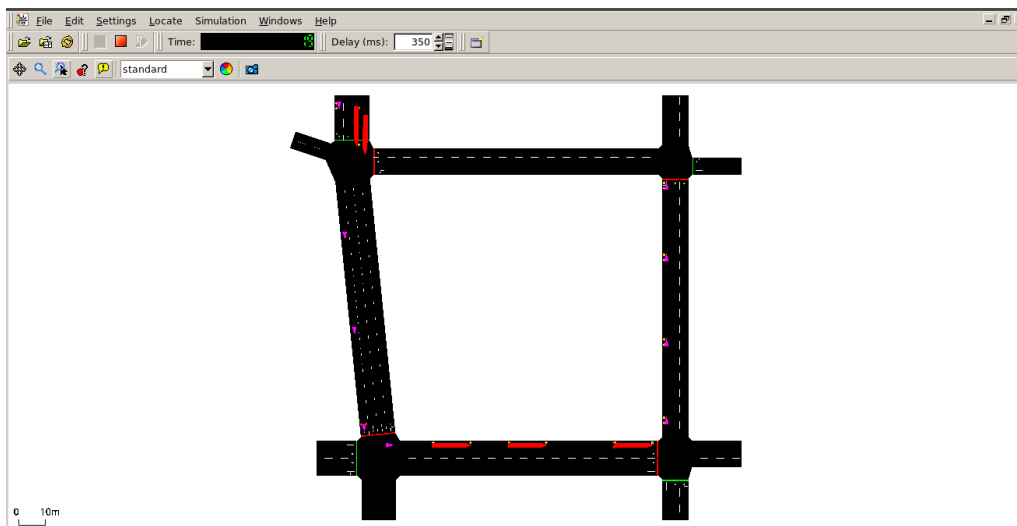 File Edit Settings Locate Simulation Windows Help
Time: Delay (ms): 350
standard
0 10m